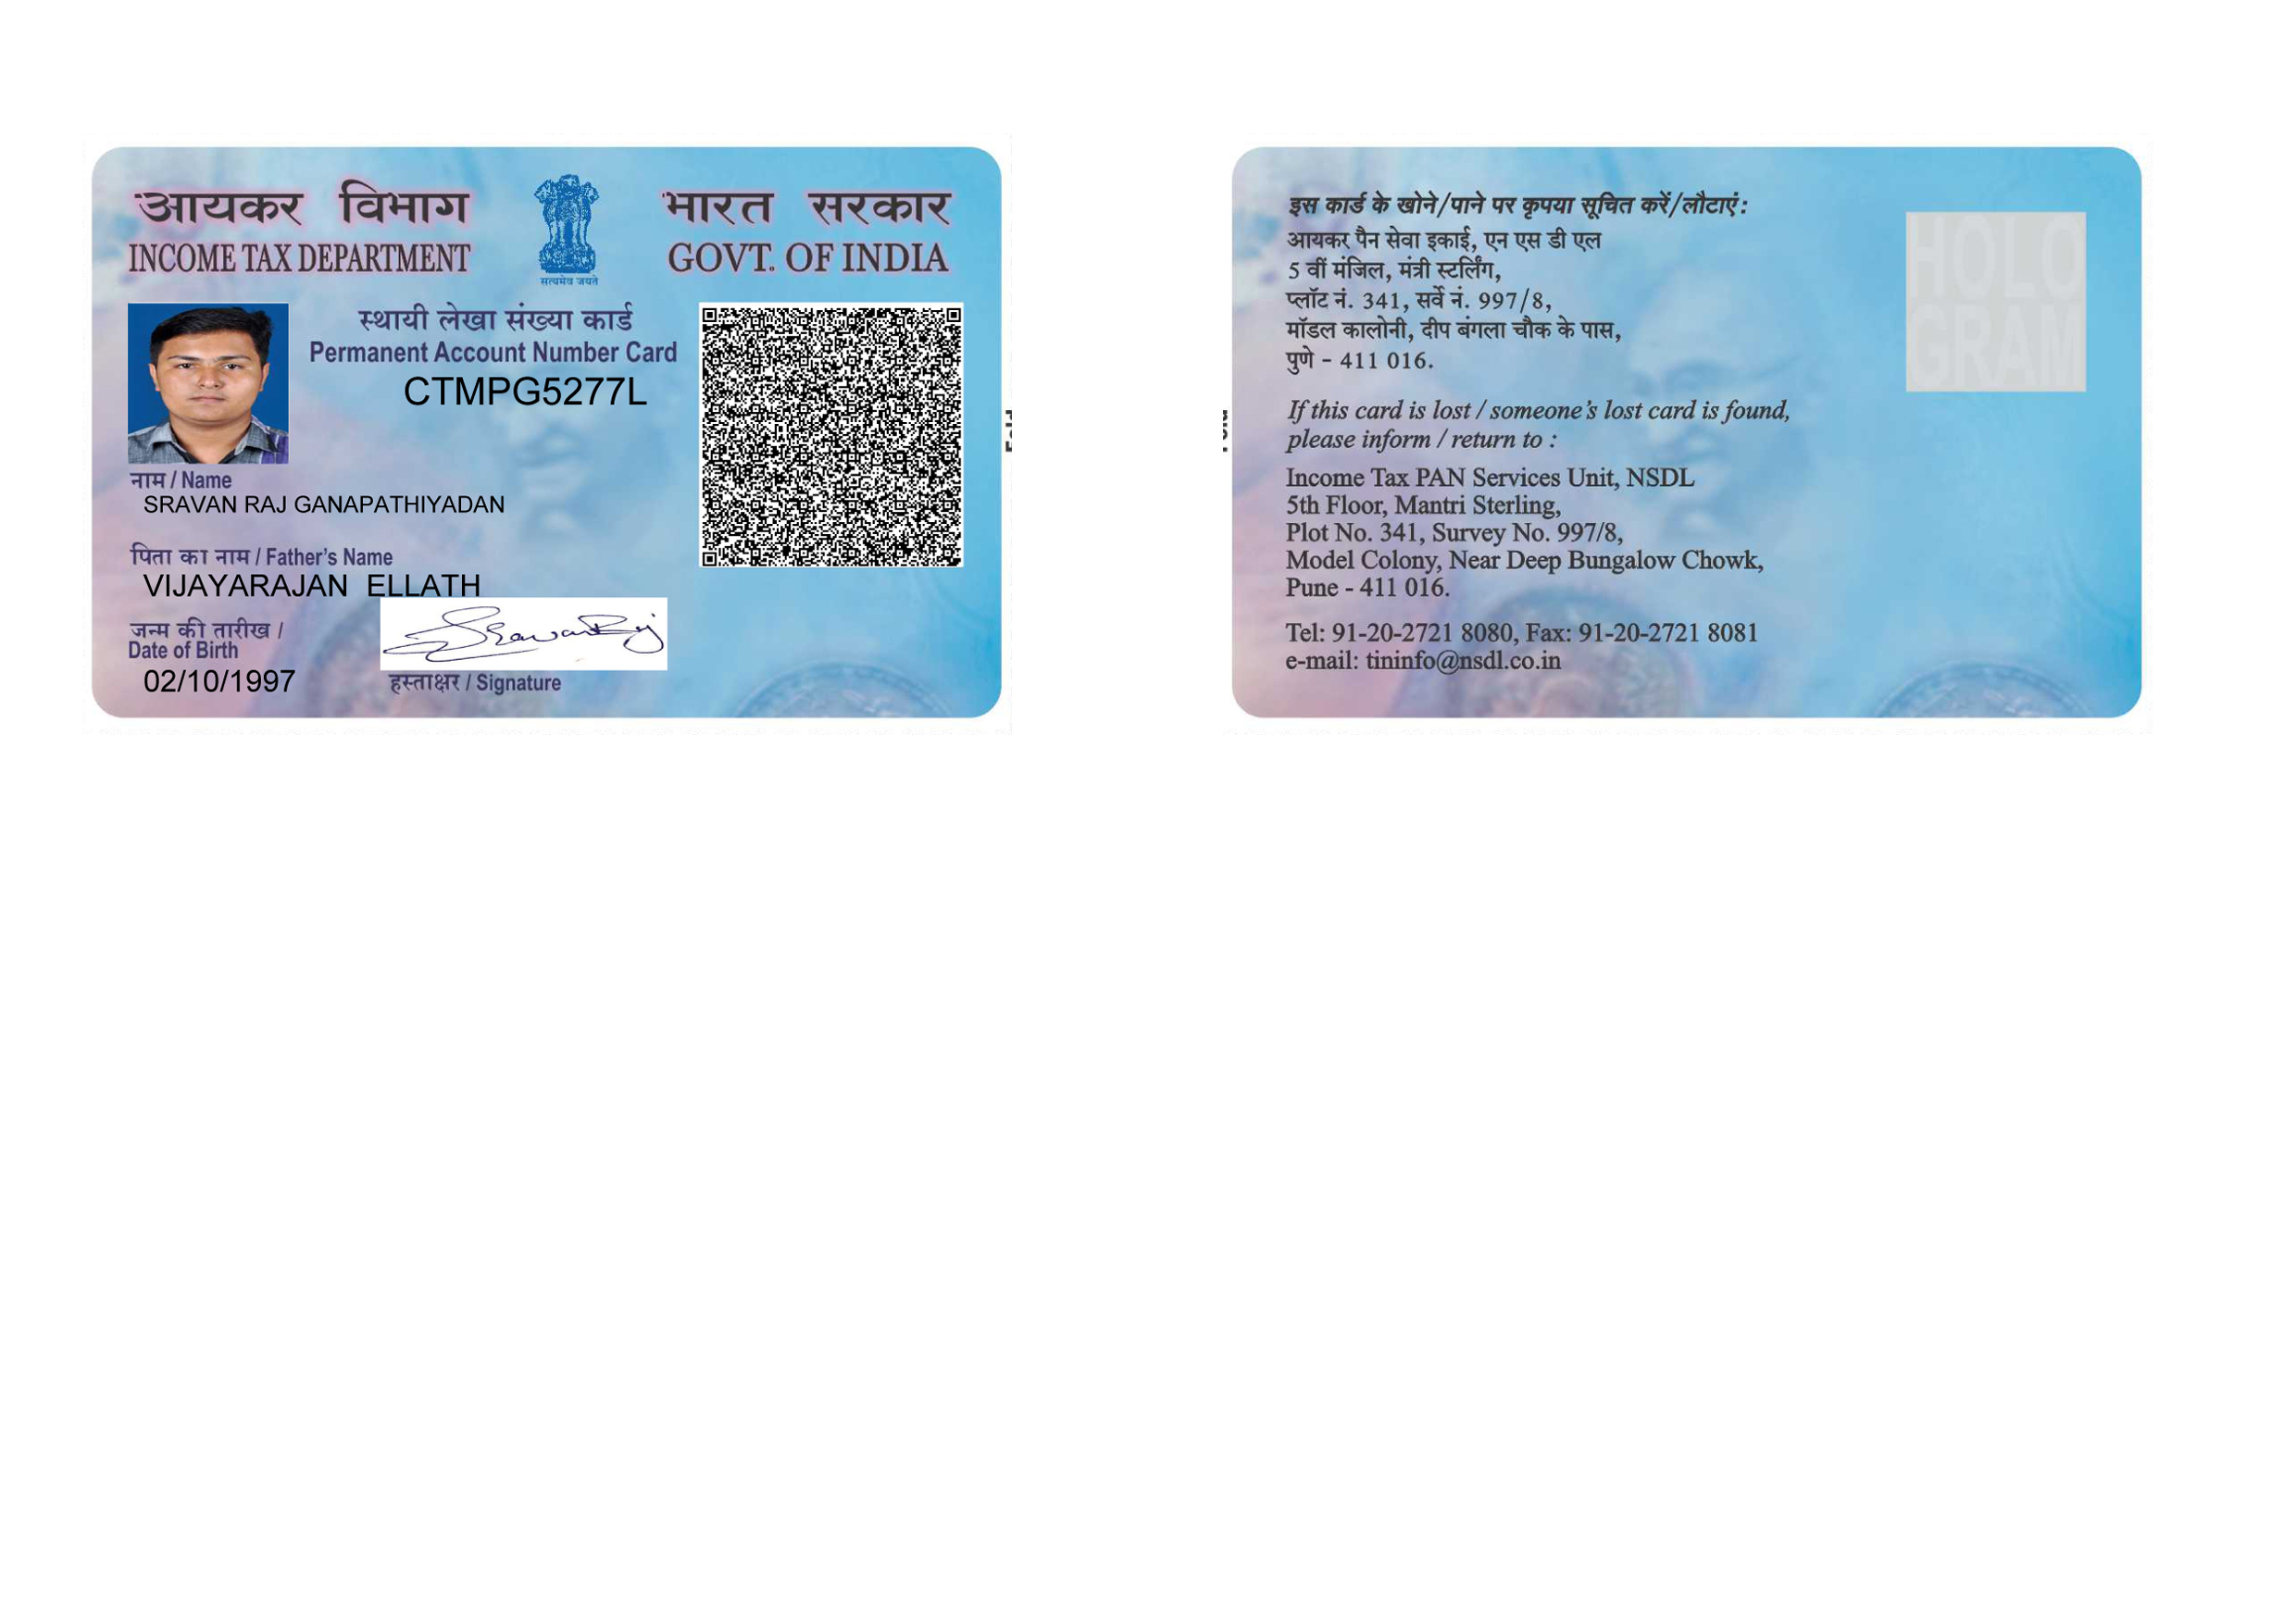 आयकर विभाग
INCOME TAX DEPARTMENT
सत्यमेव जयते
भारत सरकार
GOVT. OF INDIA
स्थायी लेखा संख्या कार्ड
Permanent Account Number Card
CTMPG5277L
नाम / Name
SRAVAN RAJ GANAPATHIYADAN
पिता का नाम / Father's Name
VIJAYARAJAN ELLATH
जन्म की तारीख /
Date of Birth
02/10/1997
SravanRaj
हस्ताक्षर / Signature
इस कार्ड के खोने/पाने पर कृपया सूचित करें/लौटाएं:
आयकर पैन सेवा इकाई, एन एस डी एल
5 वीं मंजिल, मंत्री स्टर्लिंग,
प्लॉट नं. 341, सर्वे नं. 997/8,
मॉडल कालोनी, दीप बंगला चौक के पास,
पुणे - 411 016.
If this card is lost / someone's lost card is found,
please inform / return to :
Income Tax PAN Services Unit, NSDL
5th Floor, Mantri Sterling,
Plot No. 341, Survey No. 997/8,
Model Colony, Near Deep Bungalow Chowk,
Pune - 411 016.
Tel: 91-20-2721 8080, Fax: 91-20-2721 8081
e-mail: tininfo@nsdl.co.in
HOLO
GRAM